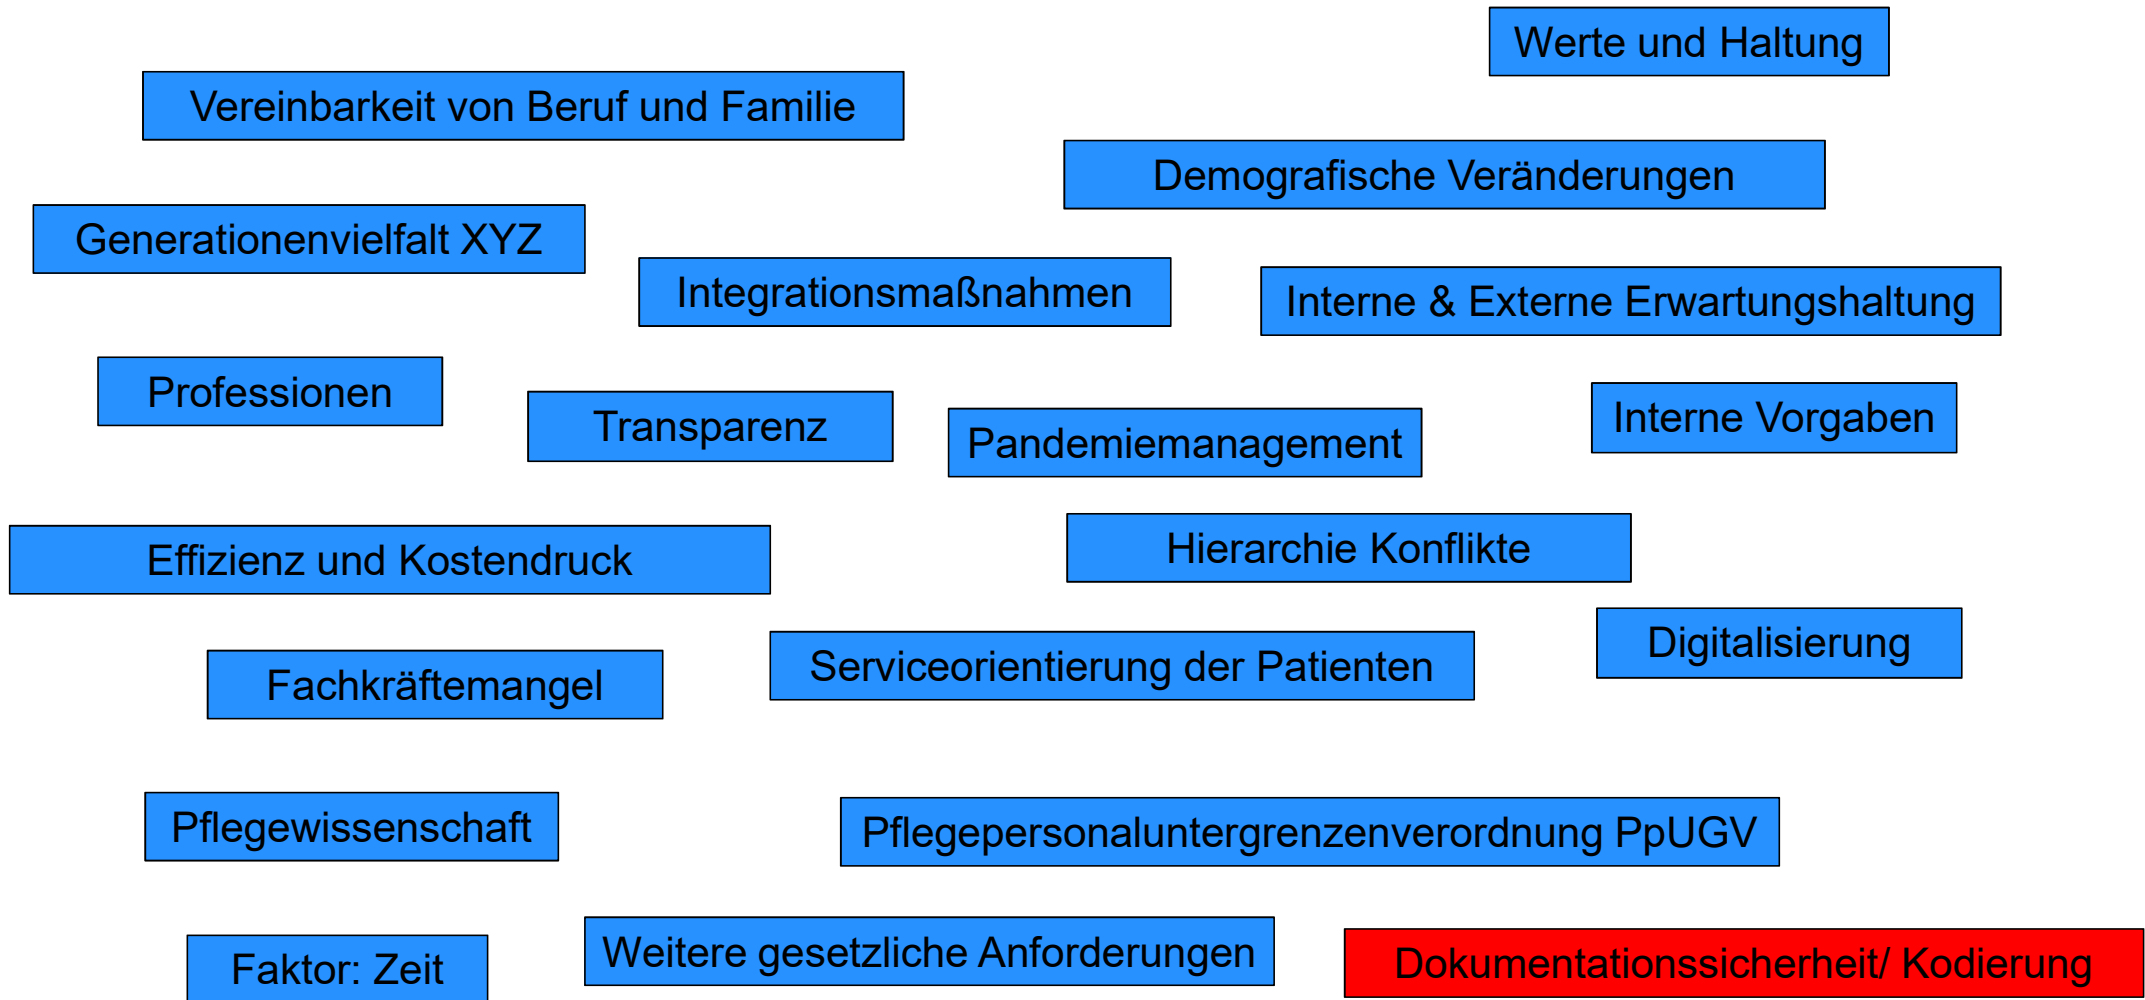 Werte und Haltung
Vereinbarkeit von Beruf und Familie
Demografische Veränderungen
Generationenvielfalt XYZ
Integrationsmaßnahmen
Interne & Externe Erwartungshaltung
Professionen
Transparenz
Pandemiemanagement
Interne Vorgaben
Effizienz und Kostendruck
Hierarchie Konflikte
Digitalisierung
Fachkräftemangel
Serviceorientierung der Patienten
Pflegewissenschaft
Pflegepersonaluntergrenzenverordnung PpUGV
Faktor: Zeit
Weitere gesetzliche Anforderungen
Dokumentationssicherheit/ Kodierung